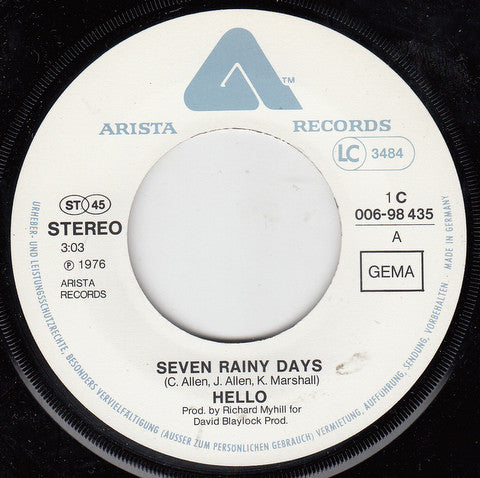 TM
ARISTA RECORDS
LC 3484
ST 45
STEREO
3:03
℗ 1976
ARISTA
RECORDS
1 C
006-98 435
A
GEMA
SEVEN RAINY DAYS
(C. Allen, J. Allen, K. Marshall)
HELLO
Prod. by Richard Myhill for
David Blaylock Prod.
URHEBER- UND LEISTUNGSSCHUTZRECHTE, BESONDERS VERVIELFÄLTIGUNG (AUSSER ZUM PERSÖNLICHEN GEBRAUCH) VERMIETUNG, AUFFÜHRUNG, SENDUNG, VORBEHALTEN. · MADE IN GERMANY